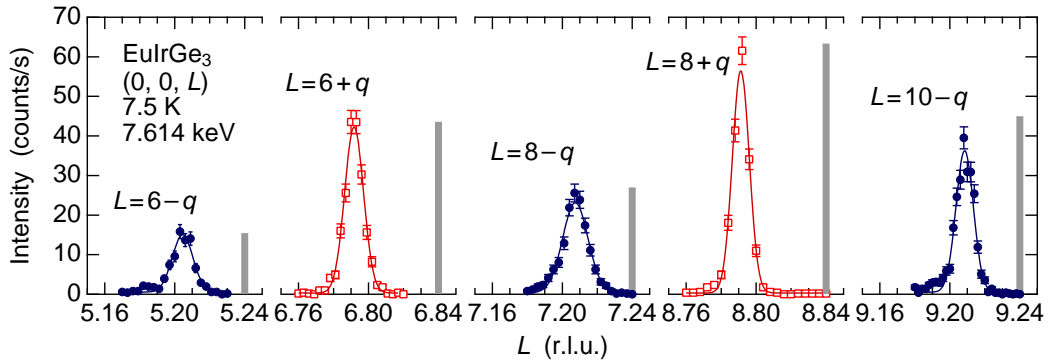 Intensity (counts/s)
70
60
50
40
30
20
10
0
EuIrGe₃
(0, 0, L)
7.5 K
7.614 keV
L=6−q
L=6+q
L=8−q
L=8+q
L=10−q
5.16 5.20 5.24 6.76 6.80 6.84 7.16 7.20 7.24 8.76 8.80 8.84 9.16 9.20 9.24
L (r.l.u.)